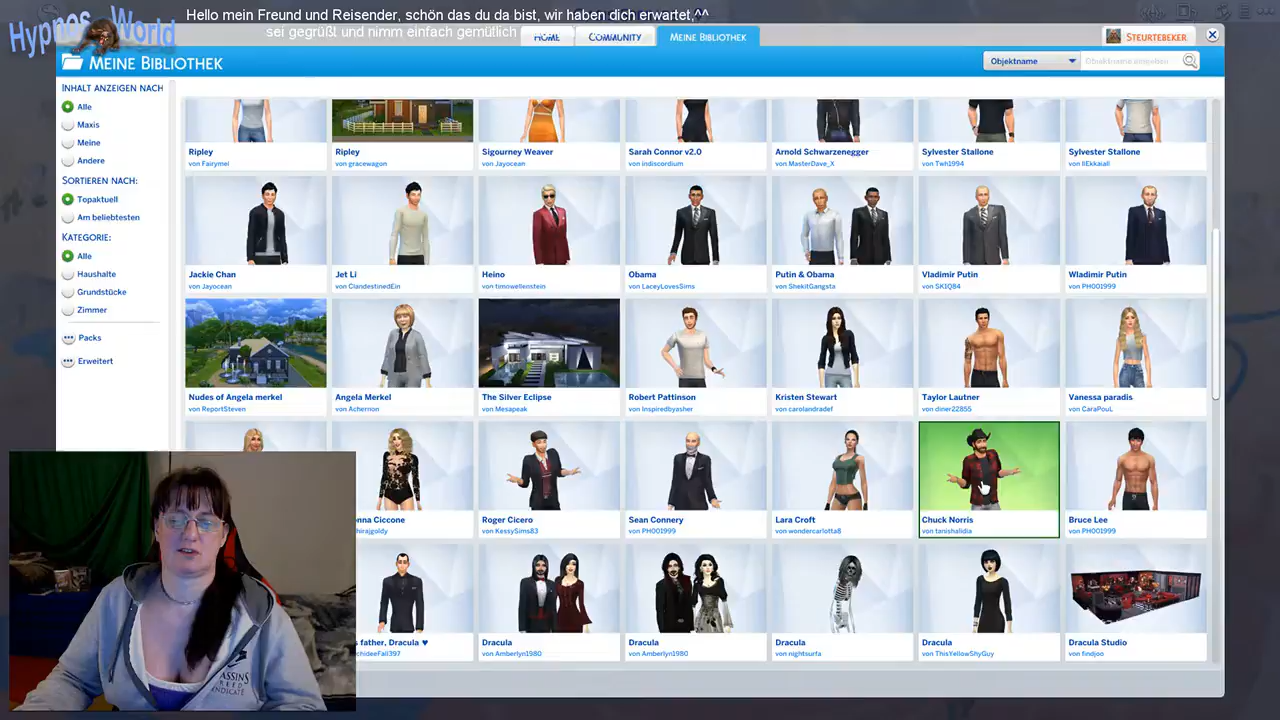 Hello mein Freund und Reisender, schön das du da bist, wir haben dich erwartet,^^
sei gegrüßt und nimm einfach gemütlich
Hypnos World
HOME
COMMUNITY
MEINE BIBLIOTHEK
STEURTEBEKER
MEINE BIBLIOTHEK
Objektname
Objektname eingeben
INHALT ANZEIGEN NACH
Alle
Maxis
Meine
Andere
SORTIEREN NACH:
Topaktuell
Am beliebtesten
KATEGORIE:
Alle
Haushalte
Grundstücke
Zimmer
Packs
Erweitert
Ripley
von Fairymei
Ripley
von gracewagon
Sigourney Weaver
von Jayocean
Sarah Connor v2.0
von indiscordium
Arnold Schwarzenegger
von MasterDave_X
Sylvester Stallone
von Twh1994
Sylvester Stallone
Jackie Chan
von Jayocean
Jet Li
von ClandestinedEin
Heino
von timowellenstein
Obama
von LaceyLovesSims
Putin & Obama
von ShekitGangsta
Vladimir Putin
von SKIQ84
Wladimir Putin
von PH001999
Nudes of Angela merkel
von ReportSteven
Angela Merkel
von Achernon
The Silver Eclipse
von Mesapeak
Robert Pattinson
von Inspiredbyasher
Kristen Stewart
von carolandradef
Taylor Lautner
von diner22855
Vanessa paradis
von CaraPouL
nna Ciccone
hirajgoldy
Roger Cicero
von KessySims83
Sean Connery
von PH001999
Lara Croft
von wondercarlotta8
Chuck Norris
von tanishalidia
Bruce Lee
von PH001999
s father, Dracula ♥
chideeFall397
Dracula
von Amberlyn1980
Dracula
von Amberlyn1980
Dracula
von nightsurfa
Dracula
von ThisYellowShyGuy
Dracula Studio
von findjoo